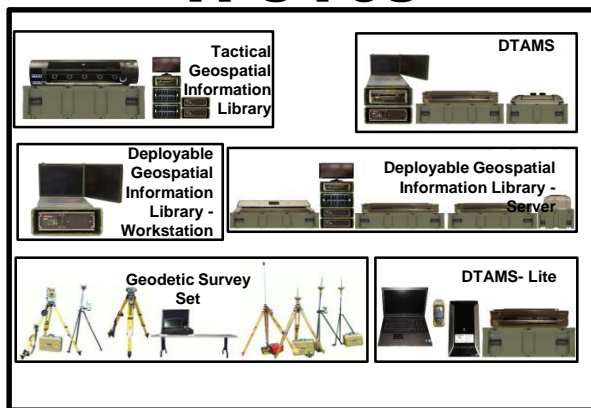 Tactical
Geospatial
Information
Library
DTAMS
Deployable
Geospatial
Information
Library -
Workstation
Deployable Geospatial
Information Library -
Server
Geodetic Survey
Set
DTAMS- Lite